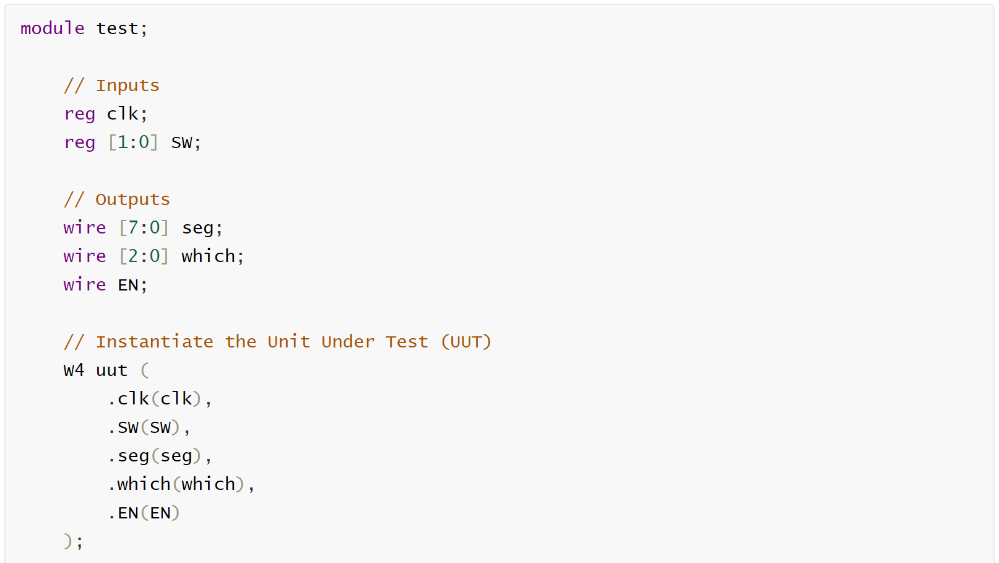 module test;
// Inputs
reg clk;
reg [1:0] SW;
// Outputs
wire [7:0] seg;
wire [2:0] which;
wire EN;
// Instantiate the Unit Under Test (UUT)
W4 uut (
.clk(clk),
.SW(SW),
.seg(seg),
.which(which),
.EN(EN)
);